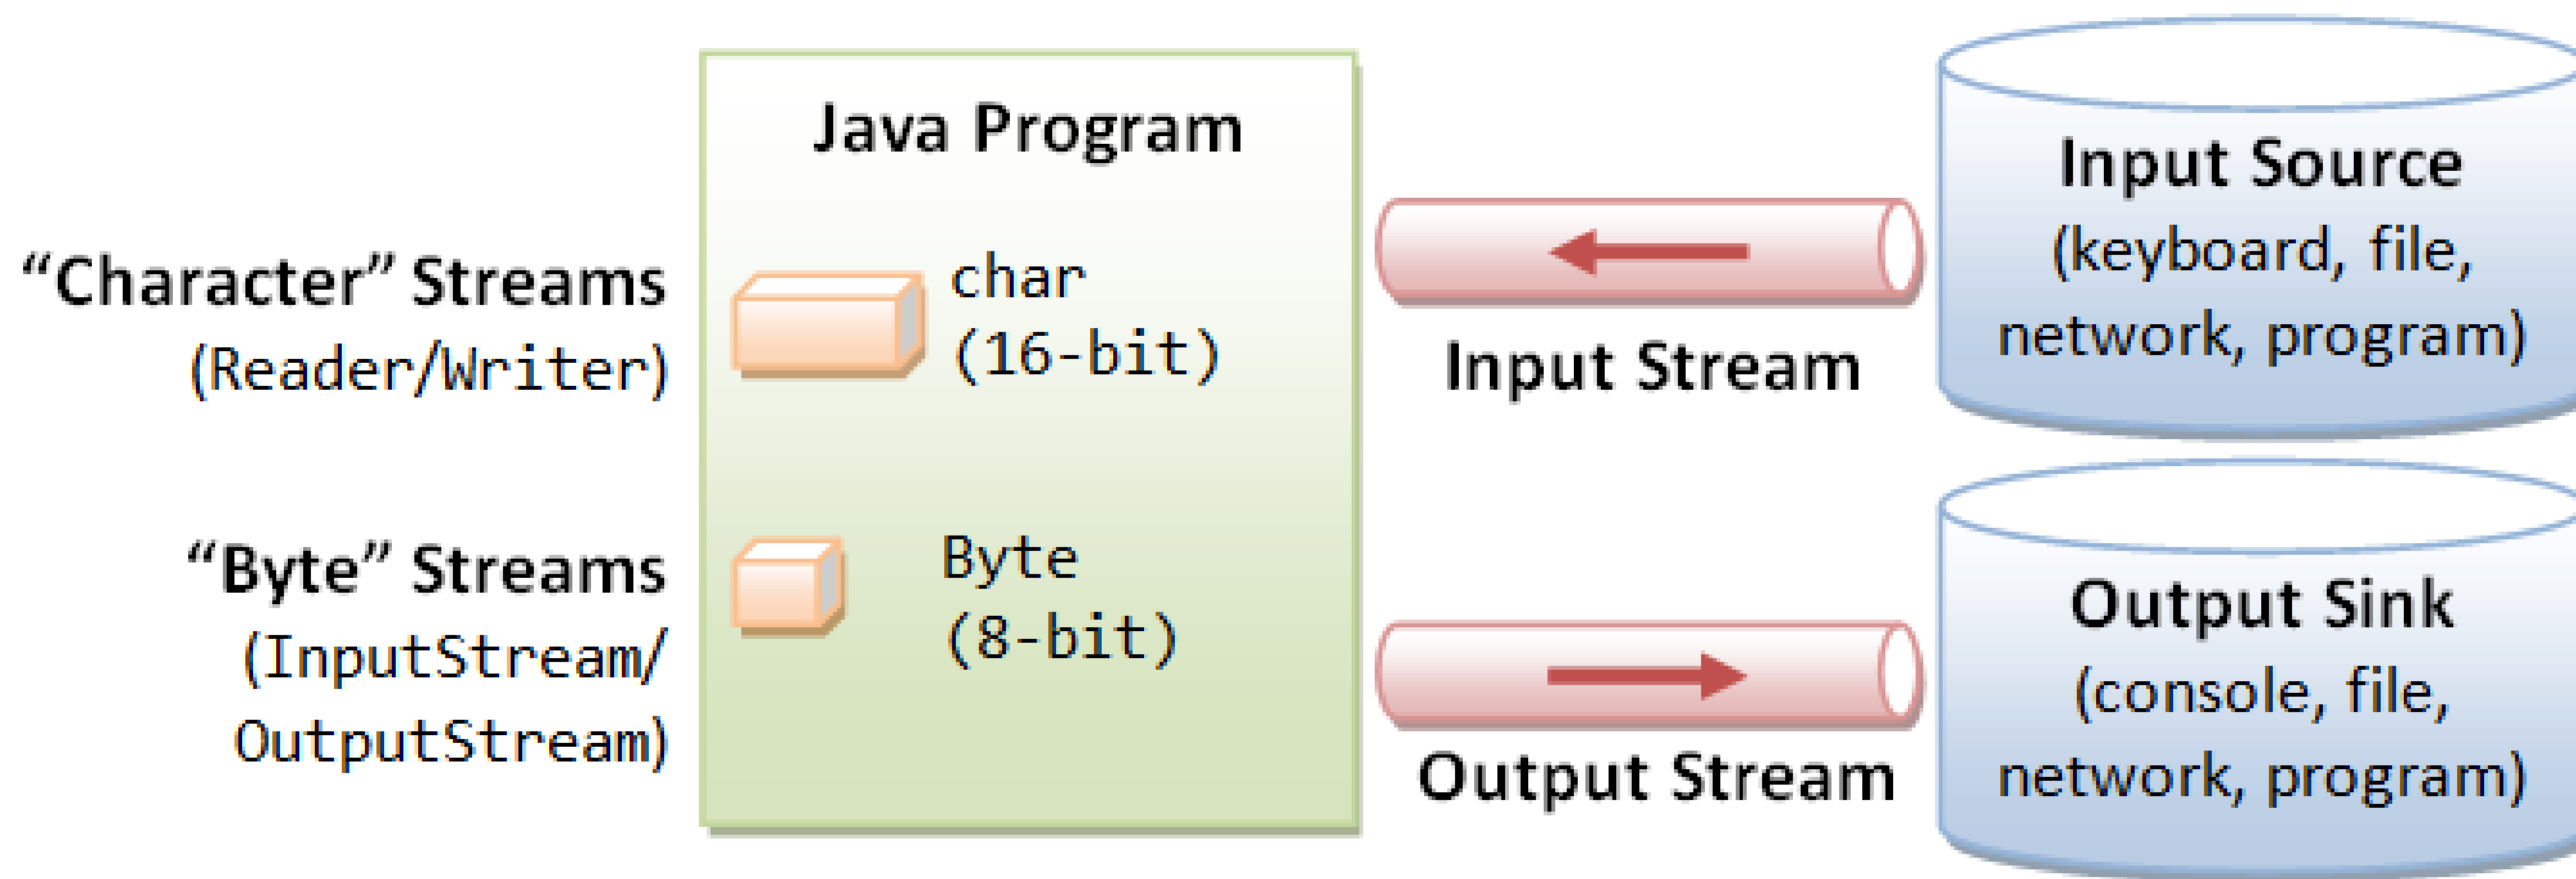 “Character” Streams
(Reader/Writer)
“Byte” Streams
(InputStream/
OutputStream)
Java Program
char
(16-bit)
Byte
(8-bit)
Input Stream
Output Stream
Input Source
(keyboard, file,
network, program)
Output Sink
(console, file,
network, program)